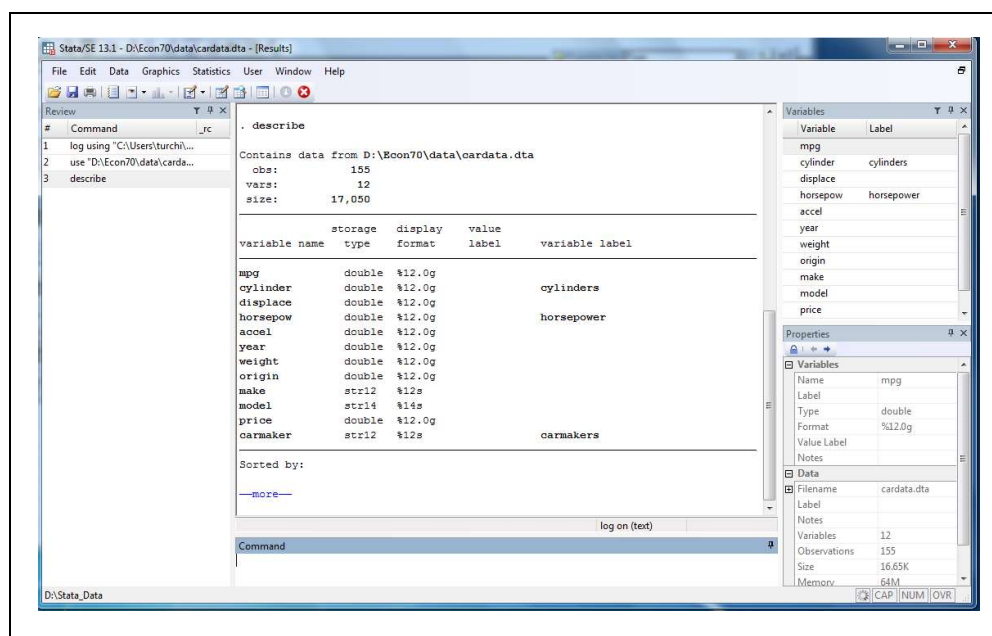 Stata/SE 13.1 - D:\Econ70\data\cardata.dta - [Results]
File Edit Data Graphics Statistics User Window Help
Review
# Command _rc
1 log using "C:\Users\turchi\...
2 use "D:\Econ70\data\carda...
3 describe
. describe
Contains data from D:\Econ70\data\cardata.dta
obs: 155
vars: 12
size: 17,050
storage display value
variable name type format label variable label
mpg double %12.0g
cylinder double %12.0g cylinders
displace double %12.0g
horsepow double %12.0g horsepower
accel double %12.0g
year double %12.0g
weight double %12.0g
origin double %12.0g
make str12 %12s
model str14 %14s
price double %12.0g
carmaker str12 %12s carmakers
Sorted by:
—more—
log on (text)
Command
Variables
Variable Label
mpg
cylinder cylinders
displace
horsepow horsepower
accel
year
weight
origin
make
model
price
Properties
Variables
Name mpg
Label
Type double
Format %12.0g
Value Label
Notes
Data
Filename cardata.dta
Label
Notes
Variables 12
Observations 155
Size 16.65K
Memory 64M
D:\Stata_Data
CAP NUM OVR